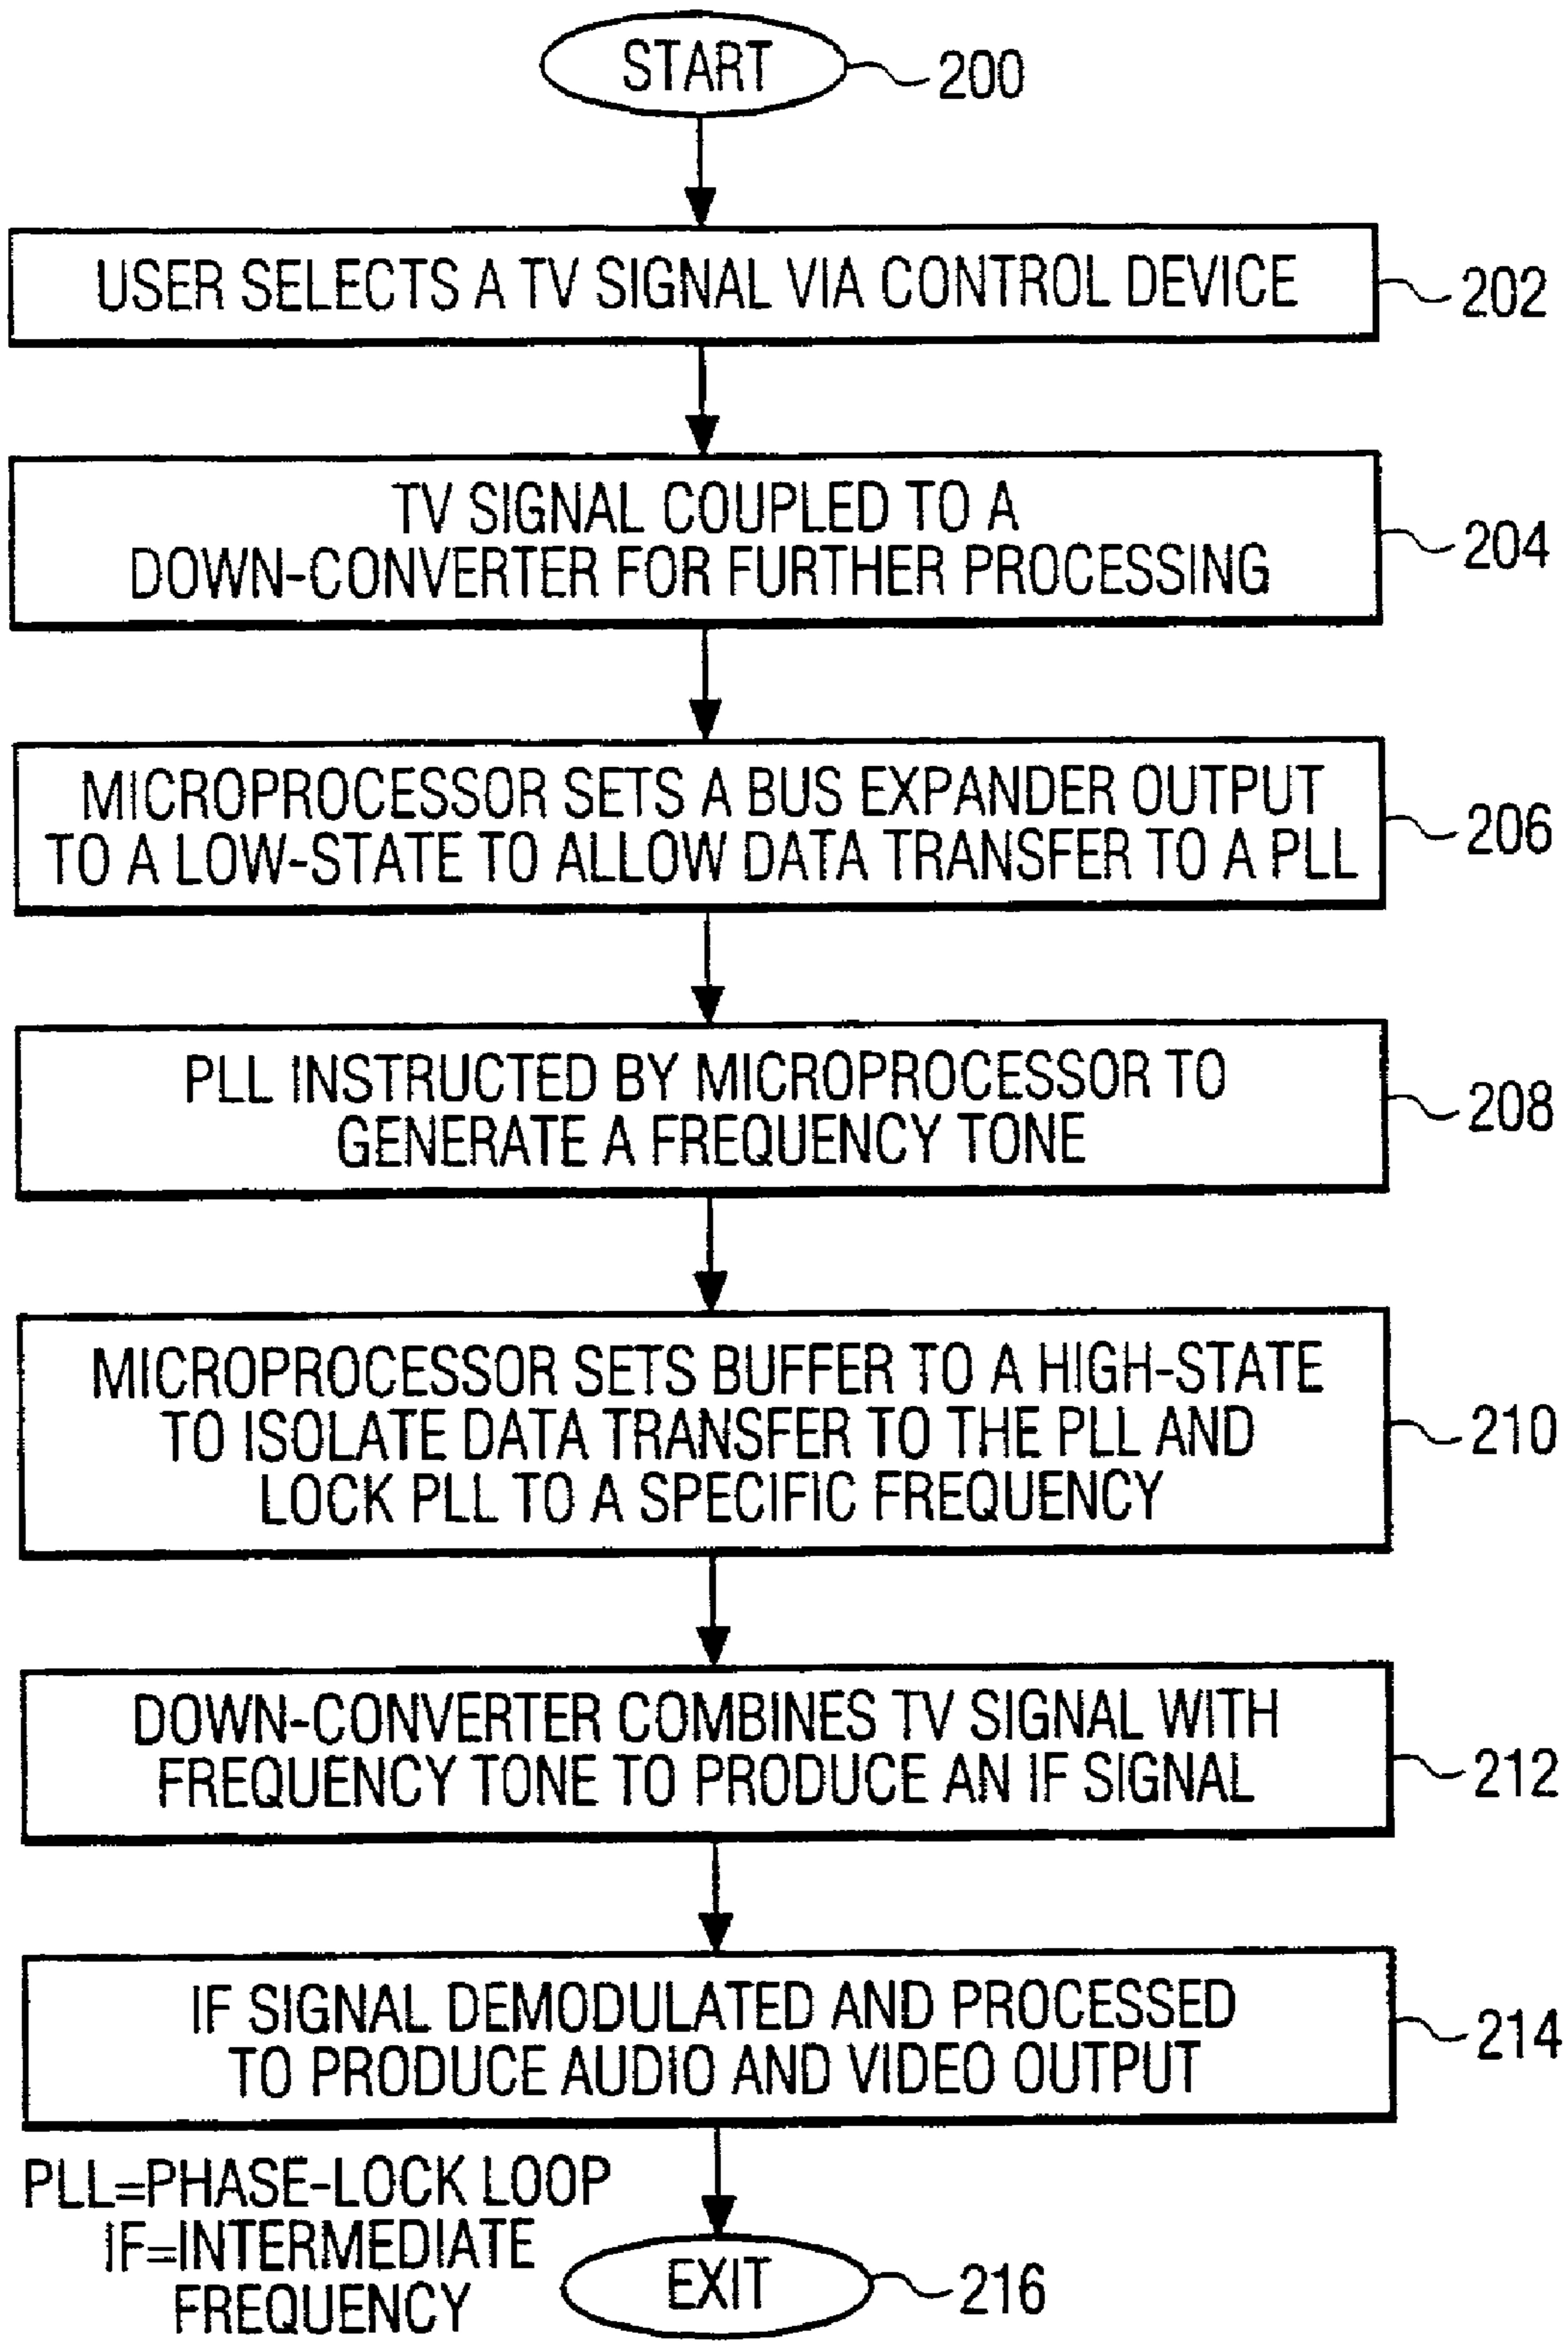 START
200
USER SELECTS A TV SIGNAL VIA CONTROL DEVICE
202
TV SIGNAL COUPLED TO A
DOWN-CONVERTER FOR FURTHER PROCESSING
204
MICROPROCESSOR SETS A BUS EXPANDER OUTPUT
TO A LOW-STATE TO ALLOW DATA TRANSFER TO A PLL
206
PLL INSTRUCTED BY MICROPROCESSOR TO
GENERATE A FREQUENCY TONE
208
MICROPROCESSOR SETS BUFFER TO A HIGH-STATE
TO ISOLATE DATA TRANSFER TO THE PLL AND
LOCK PLL TO A SPECIFIC FREQUENCY
210
DOWN-CONVERTER COMBINES TV SIGNAL WITH
FREQUENCY TONE TO PRODUCE AN IF SIGNAL
212
IF SIGNAL DEMODULATED AND PROCESSED
TO PRODUCE AUDIO AND VIDEO OUTPUT
214
PLL=PHASE-LOCK LOOP
IF=INTERMEDIATE
FREQUENCY
EXIT
216